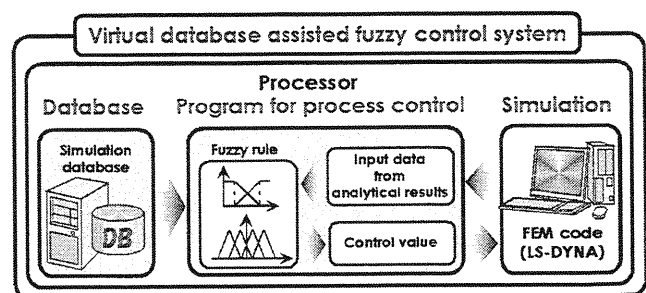 Virtual database assisted fuzzy control system
Processor
Database
Program for process control
Simulation
Simulation
database
DB
Fuzzy rule
Input data
from
analytical results
Control value
FEM code
(LS-DYNA)